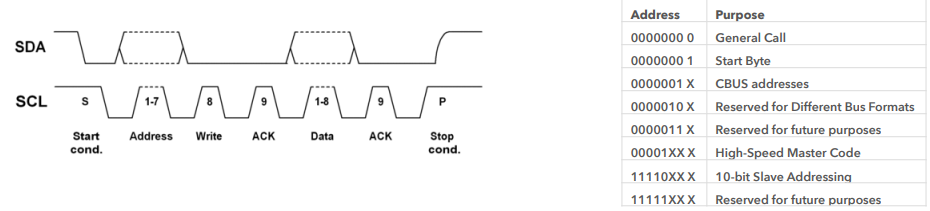 SDA
SCL
S 1-7 8 9 1-8 9 P
Start cond. Address Write ACK Data ACK Stop cond.
Address Purpose
0000000 0 General Call
0000000 1 Start Byte
0000001 X CBUS addresses
0000010 X Reserved for Different Bus Formats
0000011 X Reserved for future purposes
00001XX X High-Speed Master Code
11110XX X 10-bit Slave Addressing
11111XX X Reserved for future purposes